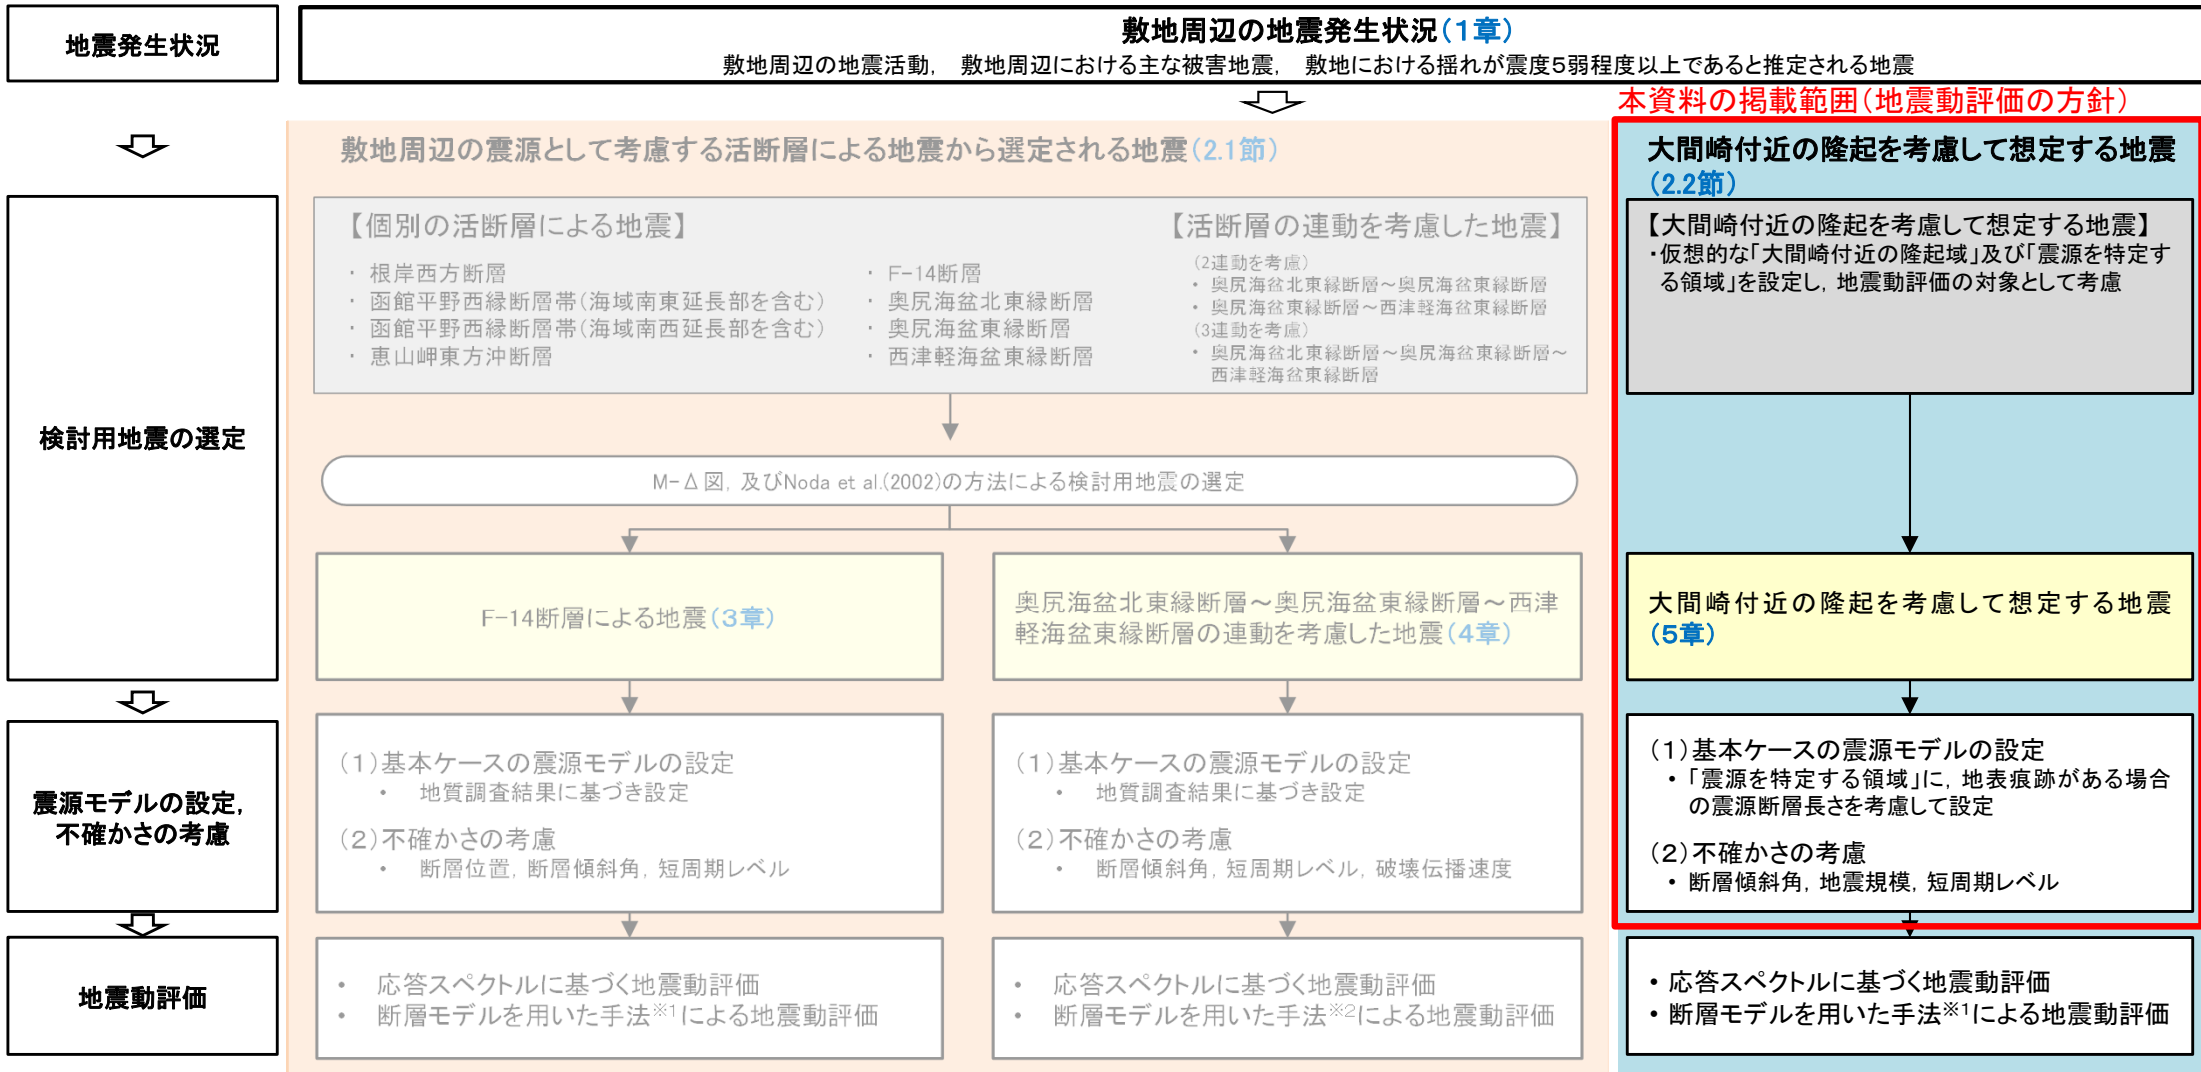 地震発生状況
敷地周辺の地震発生状況(1章)
敷地周辺の地震活動, 敷地周辺における主な被害地震, 敷地における揺れが震度5弱程度以上であると推定される地震
本資料の掲載範囲(地震動評価の方針)
敷地周辺の震源として考慮する活断層による地震から選定される地震(2.1節)
大間崎付近の隆起を考慮して想定する地震
(2.2節)
検討用地震の選定
【個別の活断層による地震】
・ 根岸西方断層
・ 函館平野西縁断層帯(海域南東延長部を含む)
・ 函館平野西縁断層帯(海域南西延長部を含む)
・ 恵山岬東方沖断層
・ F-14断層
・ 奥尻海盆北東縁断層
・ 奥尻海盆東縁断層
・ 西津軽海盆東縁断層
【活断層の連動を考慮した地震】
(2連動を考慮)
・ 奥尻海盆北東縁断層~奥尻海盆東縁断層
・ 奥尻海盆東縁断層~西津軽海盆東縁断層
(3連動を考慮)
・ 奥尻海盆北東縁断層~奥尻海盆東縁断層~
西津軽海盆東縁断層
【大間崎付近の隆起を考慮して想定する地震】
・仮想的な「大間崎付近の隆起域」及び「震源を特定す
る領域」を設定し, 地震動評価の対象として考慮
M-Δ図, 及びNoda et al.(2002)の方法による検討用地震の選定
F-14断層による地震(3章)
奥尻海盆北東縁断層~奥尻海盆東縁断層~西津
軽海盆東縁断層の連動を考慮した地震(4章)
大間崎付近の隆起を考慮して想定する地震
(5章)
震源モデルの設定,
不確かさの考慮
(1)基本ケースの震源モデルの設定
・ 地質調査結果に基づき設定
(2)不確かさの考慮
・ 断層位置, 断層傾斜角, 短周期レベル
(1)基本ケースの震源モデルの設定
・ 地質調査結果に基づき設定
(2)不確かさの考慮
・ 断層傾斜角, 短周期レベル, 破壊伝播速度
(1)基本ケースの震源モデルの設定
・ 「震源を特定する領域」に, 地表痕跡がある場合
の震源断層長さを考慮して設定
(2)不確かさの考慮
・ 断層傾斜角, 地震規模, 短周期レベル
地震動評価
・ 応答スペクトルに基づく地震動評価
・ 断層モデルを用いた手法※1による地震動評価
・ 応答スペクトルに基づく地震動評価
・ 断層モデルを用いた手法※2による地震動評価
・ 応答スペクトルに基づく地震動評価
・ 断層モデルを用いた手法※1による地震動評価